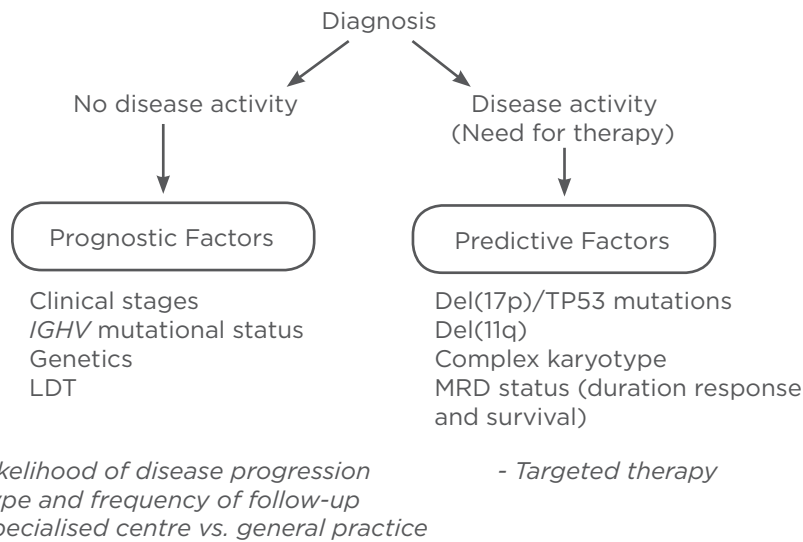 Diagnosis
No disease activity
Disease activity
(Need for therapy)
Prognostic Factors
Predictive Factors
Clinical stages
IGHV mutational status
Genetics
LDT
Del(17p)/TP53 mutations
Del(11q)
Complex karyotype
MRD status (duration response
and survival)
kelihood of disease progression
ype and frequency of follow-up
pecialised centre vs. general practice
- Targeted therapy